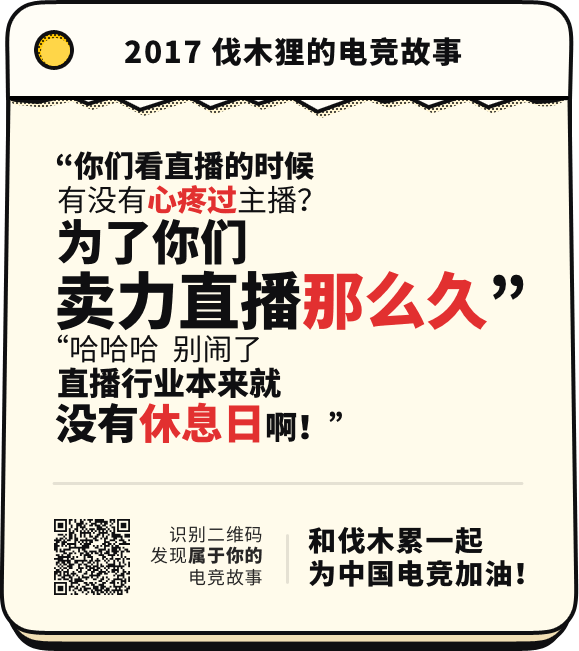 2017 伐木狸的电竞故事
“你们看直播的时候
有没有心疼过主播？
为了你们
卖力直播那么久”
“哈哈哈 别闹了
直播行业本来就
没有休息日啊！”
识别二维码
发现属于你的
电竞故事
和伐木累一起
为中国电竞加油！